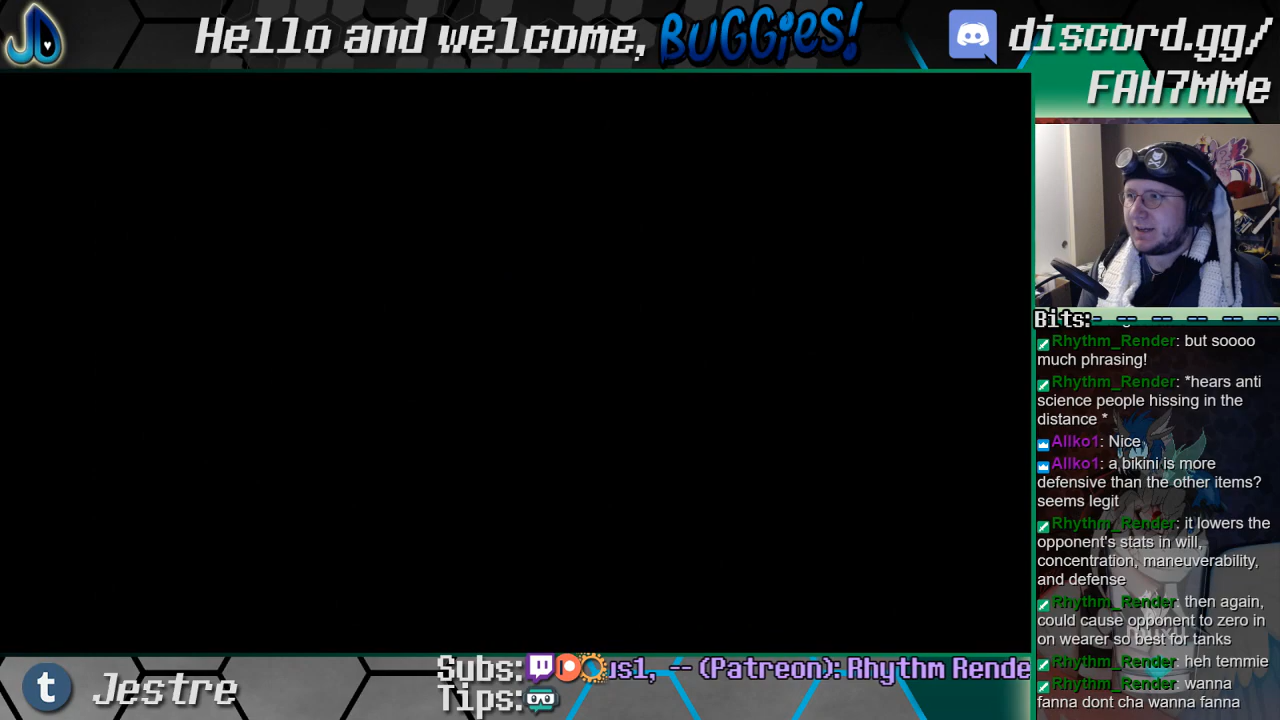 Hello and welcome, BUGGiES!
discord.gg/
FAH7MMe
Bits:- -- -- -- -- --
Rhythm_Render: but soooo
much phrasing!
Rhythm_Render: *hears anti
science people hissing in the
distance *
Allko1: Nice
Allko1: a bikini is more
defensive than the other items?
seems legit
Rhythm_Render: it lowers the
opponent's stats in will,
concentration, maneuverability,
and defense
Rhythm_Render: then again,
could cause opponent to zero in
on wearer so best for tanks
Rhythm_Render: heh temmie
Rhythm_Render: wanna
fanna dont cha wanna fanna
t Jestre
Subs: us1, -- (Patreon): Rhythm Rende
Tips: